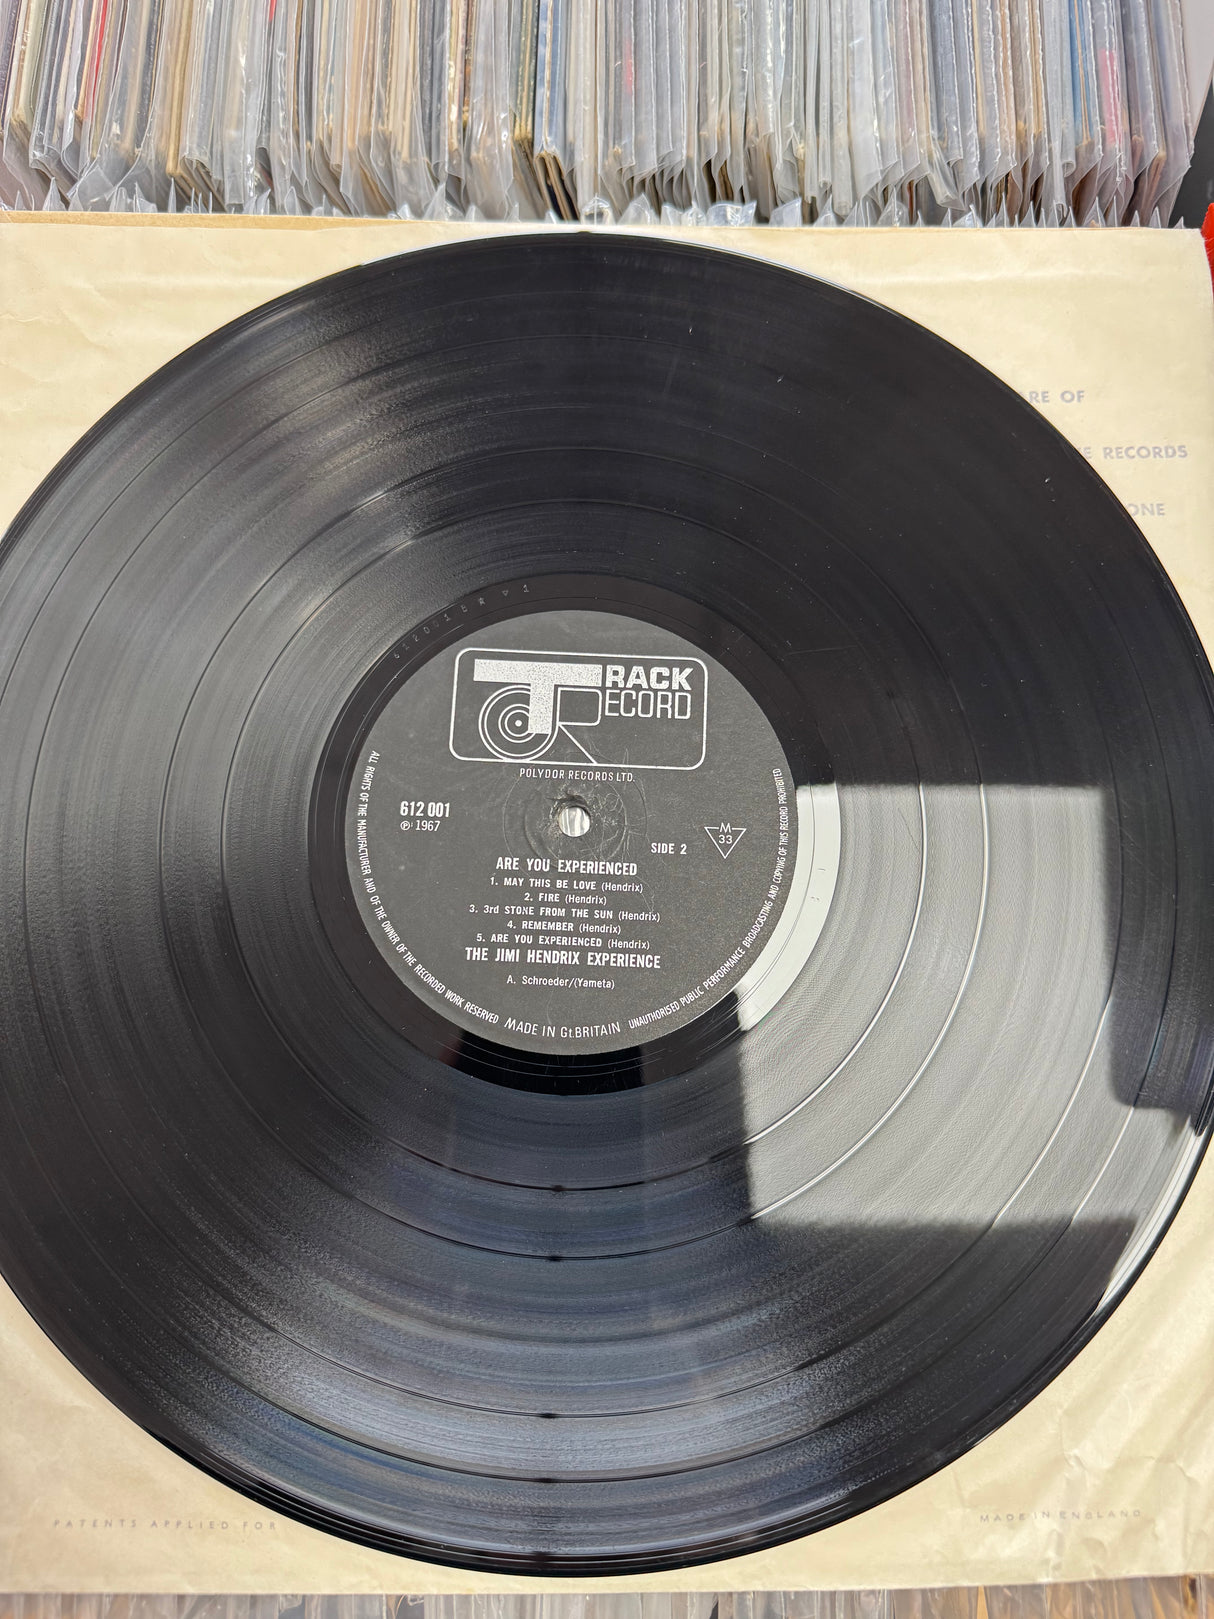 RE OF
E RECORDS
ONE
612001 B
1
TRACK
RECORD
POLYDOR RECORDS LTD.
612 001
℗ 1967
SIDE 2
M
33
ARE YOU EXPERIENCED
1. MAY THIS BE LOVE (Hendrix)
2. FIRE (Hendrix)
3. 3rd STONE FROM THE SUN (Hendrix)
4. REMEMBER (Hendrix)
5. ARE YOU EXPERIENCED (Hendrix)
THE JIMI HENDRIX EXPERIENCE
A. Schroeder/(Yameta)
ALL RIGHTS OF THE MANUFACTURER AND OF THE OWNER OF THE RECORDED WORK RESERVED
MADE IN Gt.BRITAIN
UNAUTHORISED PUBLIC PERFORMANCE BROADCASTING AND COPYING OF THIS RECORD PROHIBITED
PATENTS APPLIED FOR
MADE IN ENGLAND